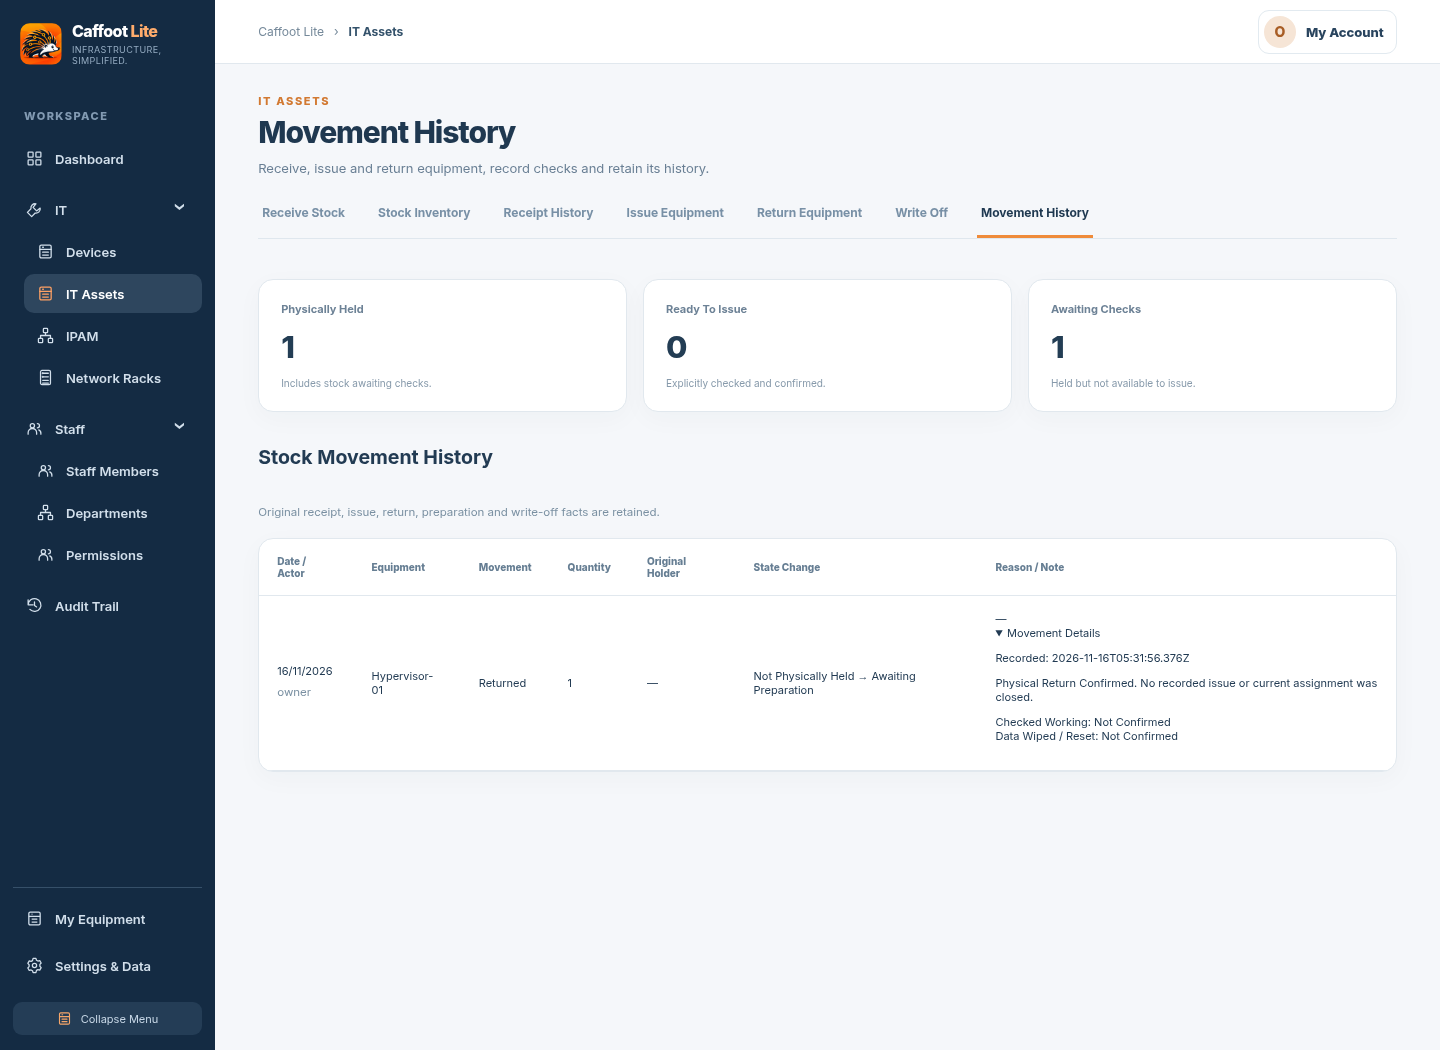 Caffoot Lite
INFRASTRUCTURE,
SIMPLIFIED.
WORKSPACE
Dashboard
IT
Devices
IT Assets
IPAM
Network Racks
Staff
Staff Members
Departments
Permissions
Audit Trail
My Equipment
Settings & Data
Collapse Menu
Caffoot Lite › IT Assets
O My Account
IT ASSETS
Movement History
Receive, issue and return equipment, record checks and retain its history.
Receive Stock Stock Inventory Receipt History Issue Equipment Return Equipment Write Off Movement History
Physically Held
1
Includes stock awaiting checks.
Ready To Issue
0
Explicitly checked and confirmed.
Awaiting Checks
1
Held but not available to issue.
Stock Movement History
Original receipt, issue, return, preparation and write-off facts are retained.
Date /
Actor
Equipment
Movement
Quantity
Original
Holder
State Change
Reason / Note
16/11/2026
owner
Hypervisor-
01
Returned
1
—
Not Physically Held → Awaiting
Preparation
—
▼ Movement Details
Recorded: 2026-11-16T05:31:56.376Z
Physical Return Confirmed. No recorded issue or current assignment was
closed.
Checked Working: Not Confirmed
Data Wiped / Reset: Not Confirmed